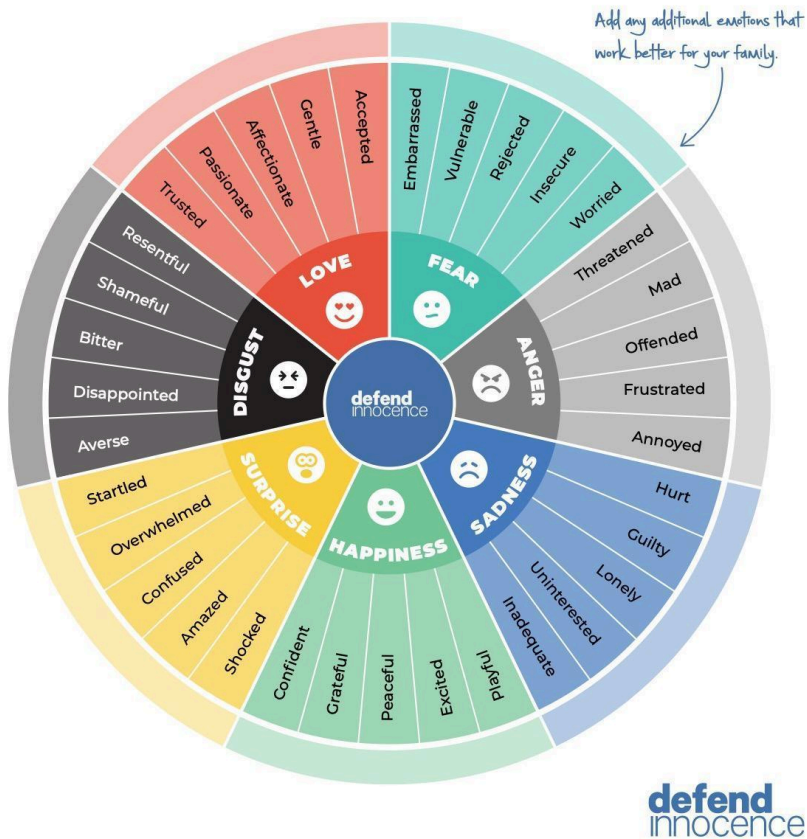 Add any additional emotions that
work better for your family.
LOVE
Trusted
Passionate
Affectionate
Gentle
Accepted
FEAR
Embarrassed
Vulnerable
Rejected
Insecure
Worried
ANGER
Threatened
Mad
Offended
Frustrated
Annoyed
SADNESS
Hurt
Guilty
Lonely
Uninterested
Inadequate
HAPPINESS
Playful
Excited
Peaceful
Grateful
Confident
SURPRISE
Shocked
Amazed
Confused
Overwhelmed
Startled
DISGUST
Averse
Disappointed
Bitter
Shameful
Resentful
defend
innocence
defend
innocence